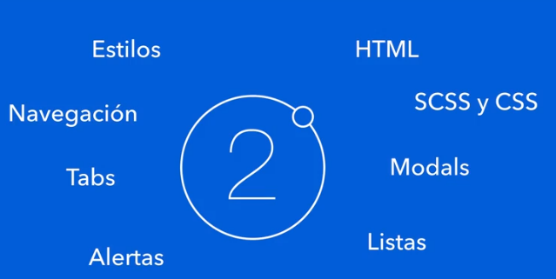 Estilos
HTML
Navegación
SCSS y CSS
2
Tabs
Modals
Alertas
Listas